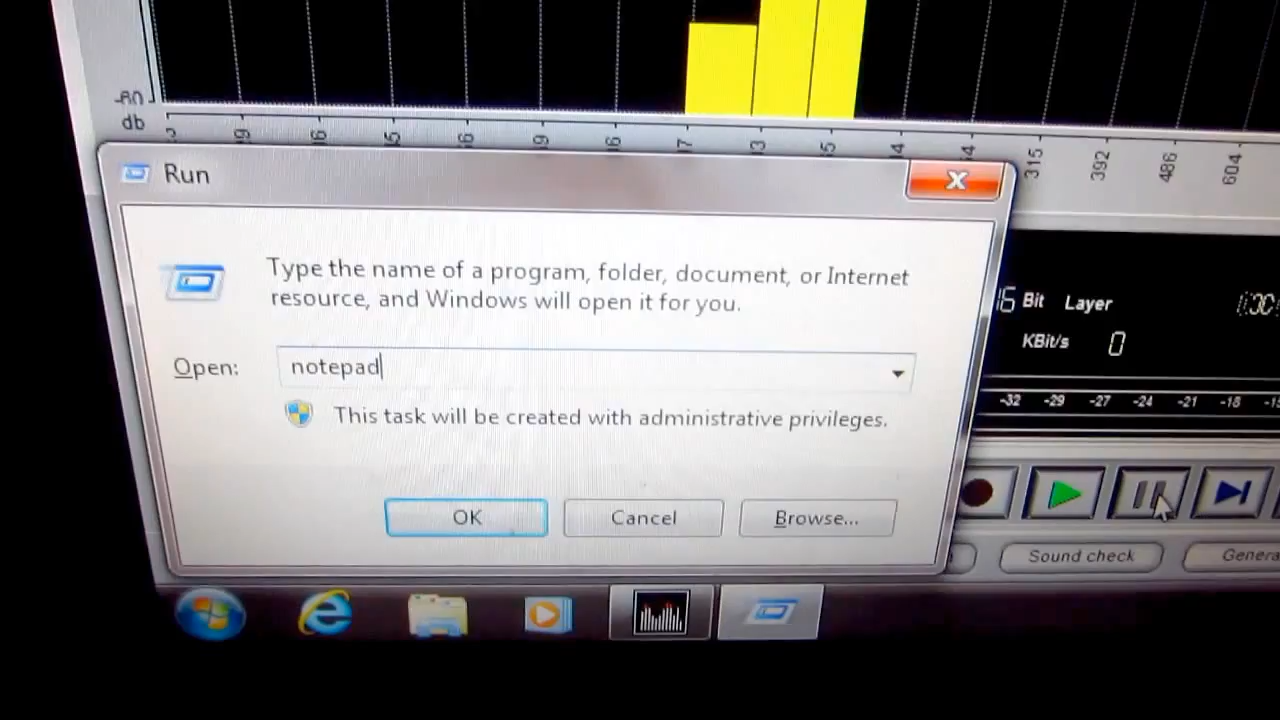 db
315
392
486
604
Run
X
Type the name of a program, folder, document, or Internet
resource, and Windows will open it for you.
Open: notepad
This task will be created with administrative privileges.
OK Cancel Browse...
Bit Layer
KBit/s 0
-32 -29 -27 -24 -21 -18
Sound check